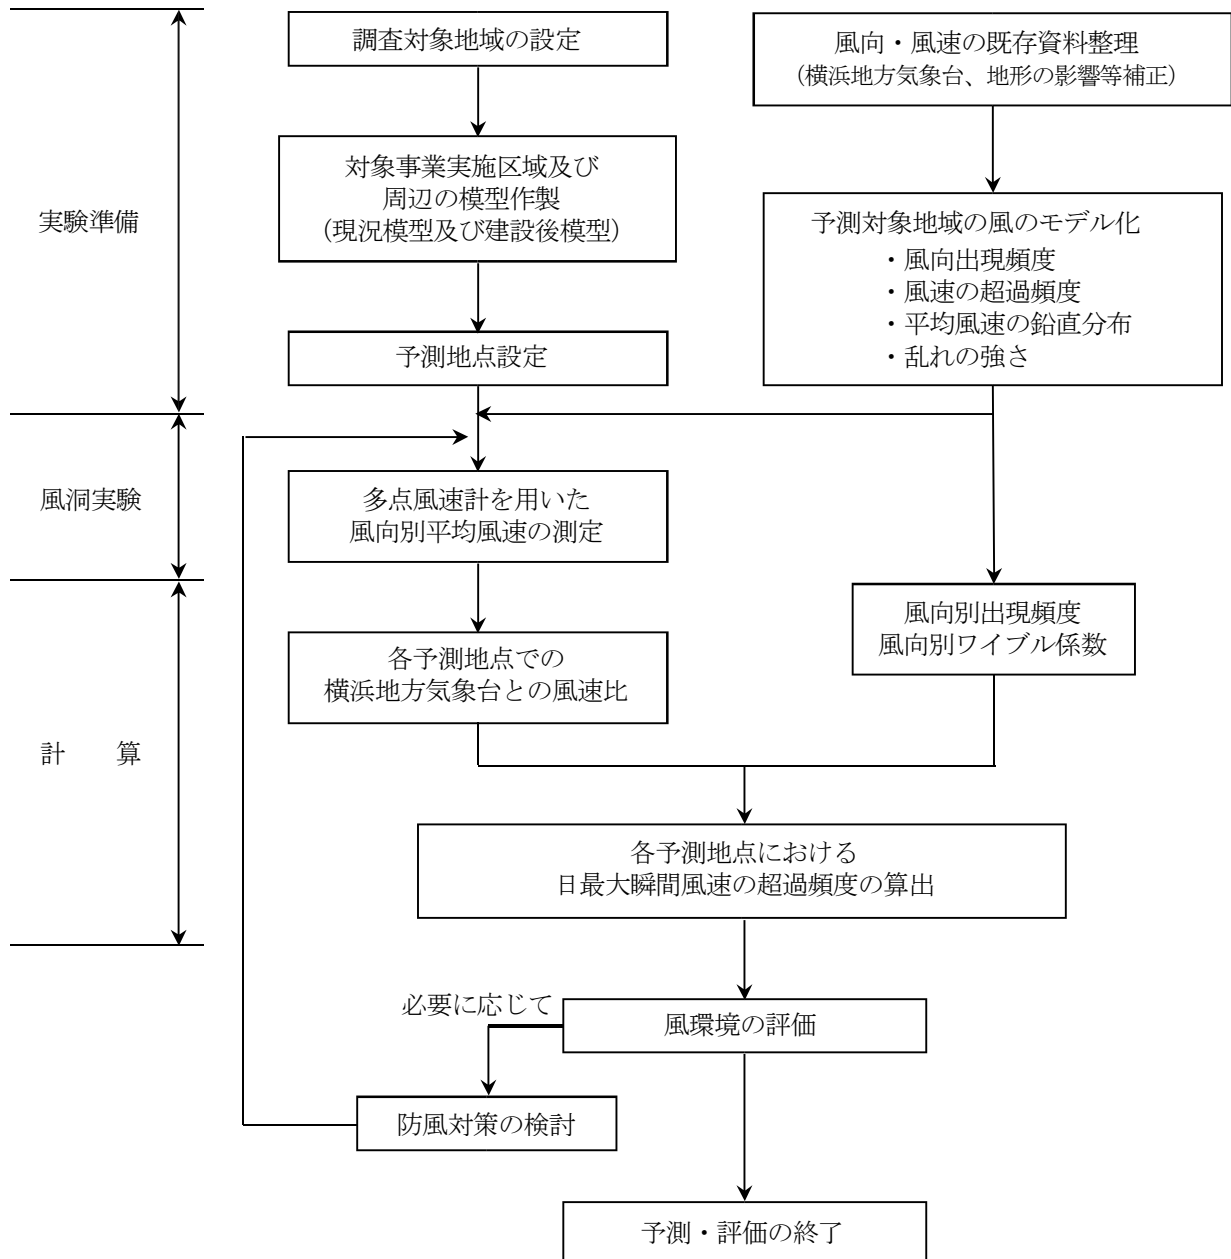 調査対象地域の設定
風向・風速の既存資料整理
（横浜地方気象台、地形の影響等補正）
実験準備
対象事業実施区域及び
周辺の模型作製
（現況模型及び建設後模型）
予測対象地域の風のモデル化
・風向出現頻度
・風速の超過頻度
・平均風速の鉛直分布
・乱れの強さ
予測地点設定
風洞実験
多点風速計を用いた
風向別平均風速の測定
風向別出現頻度
風向別ワイブル係数
計　算
各予測地点での
横浜地方気象台との風速比
各予測地点における
日最大瞬間風速の超過頻度の算出
必要に応じて
風環境の評価
防風対策の検討
予測・評価の終了